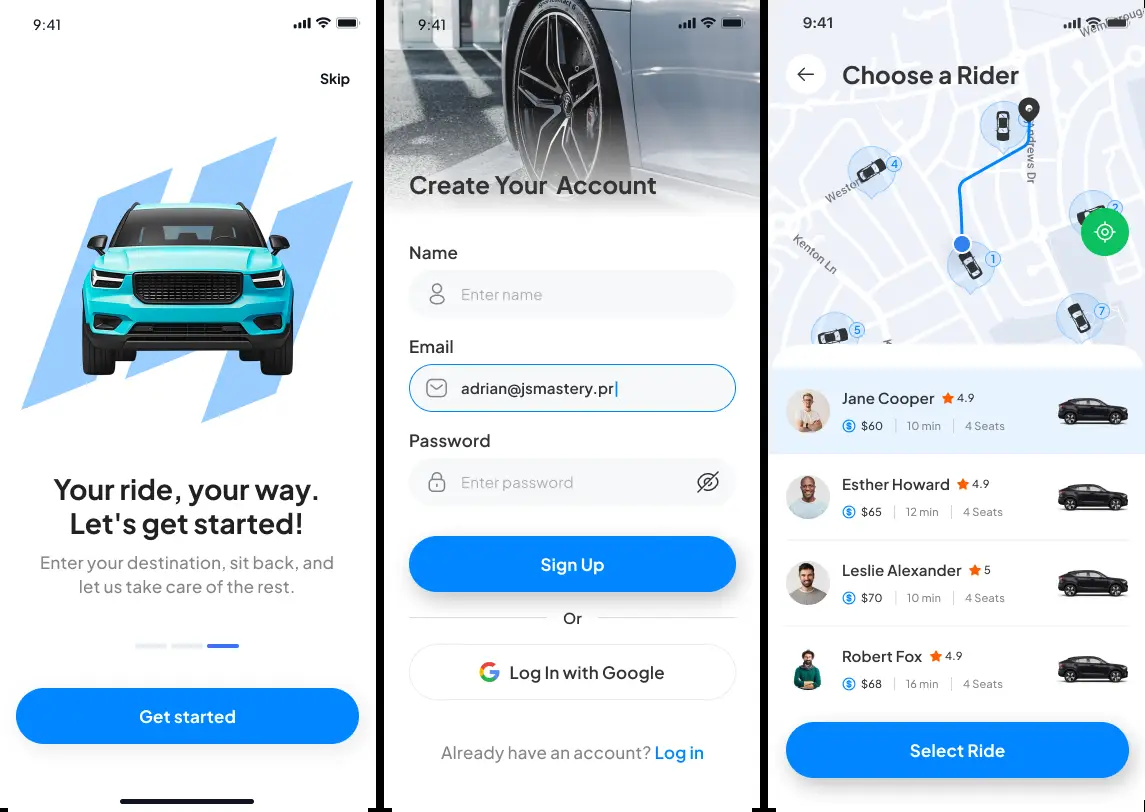 9:41
Skip
Your ride, your way.
Let's get started!
Enter your destination, sit back, and
let us take care of the rest.
Get started
9:41
Create Your Account
Name
Enter name
Email
adrian@jsmastery.pr
Password
Enter password
Sign Up
Or
Log In with Google
Already have an account? Log in
9:41
Choose a Rider
Andrews Dr
4
Weston
2
Kenton Ln
1
7
5
Jane Cooper 4.9
$60 10 min 4 Seats
Esther Howard 4.9
$65 12 min 4 Seats
Leslie Alexander 5
$70 10 min 4 Seats
Robert Fox 4.9
$68 16 min 4 Seats
Select Ride